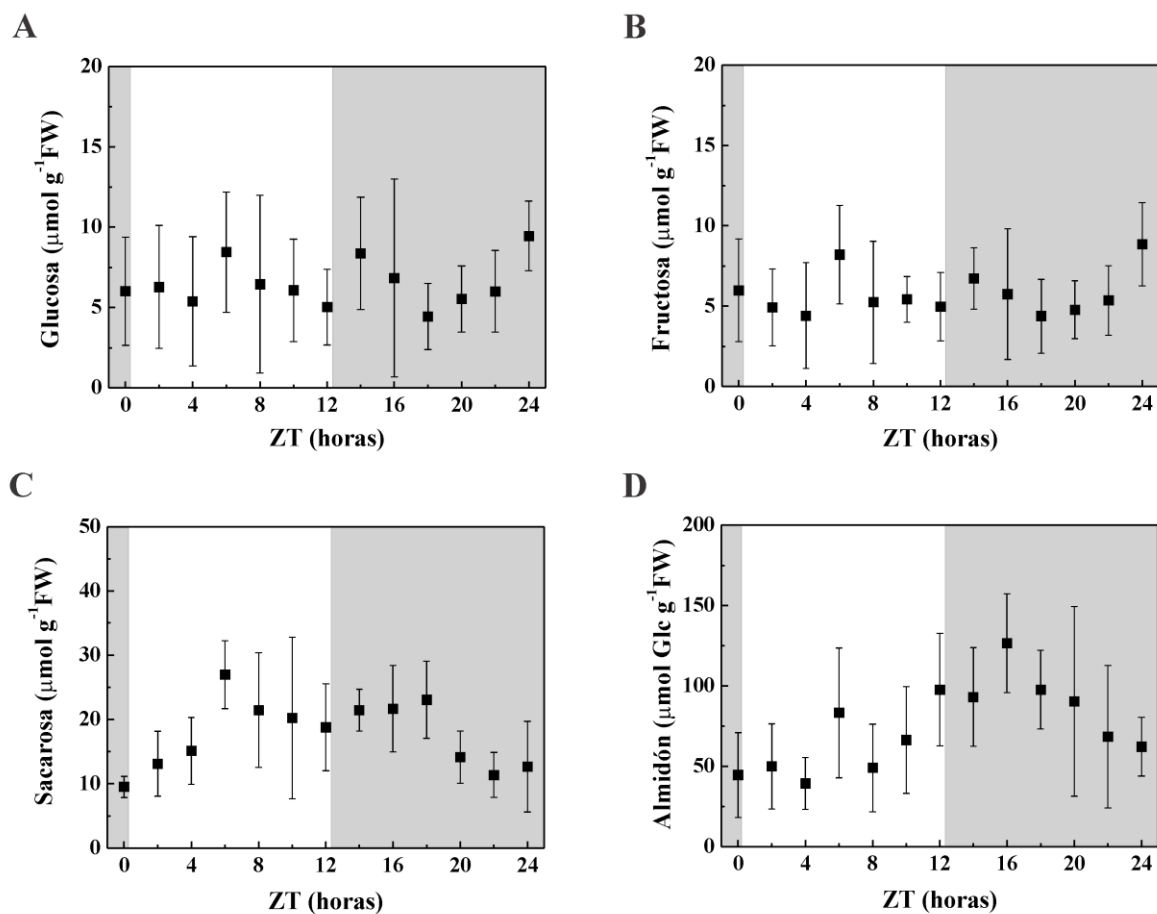 A
20
15
10
5
0
Glucosa (μmol g⁻¹FW)
0 4 8 12 16 20 24
ZT (horas)
B
20
15
10
5
0
Fructosa (μmol g⁻¹FW)
0 4 8 12 16 20 24
ZT (horas)
C
50
40
30
20
10
0
Sacarosa (μmol g⁻¹FW)
0 4 8 12 16 20 24
ZT (horas)
D
200
150
100
50
0
Almidón (μmol Glc g⁻¹FW)
0 4 8 12 16 20 24
ZT (horas)